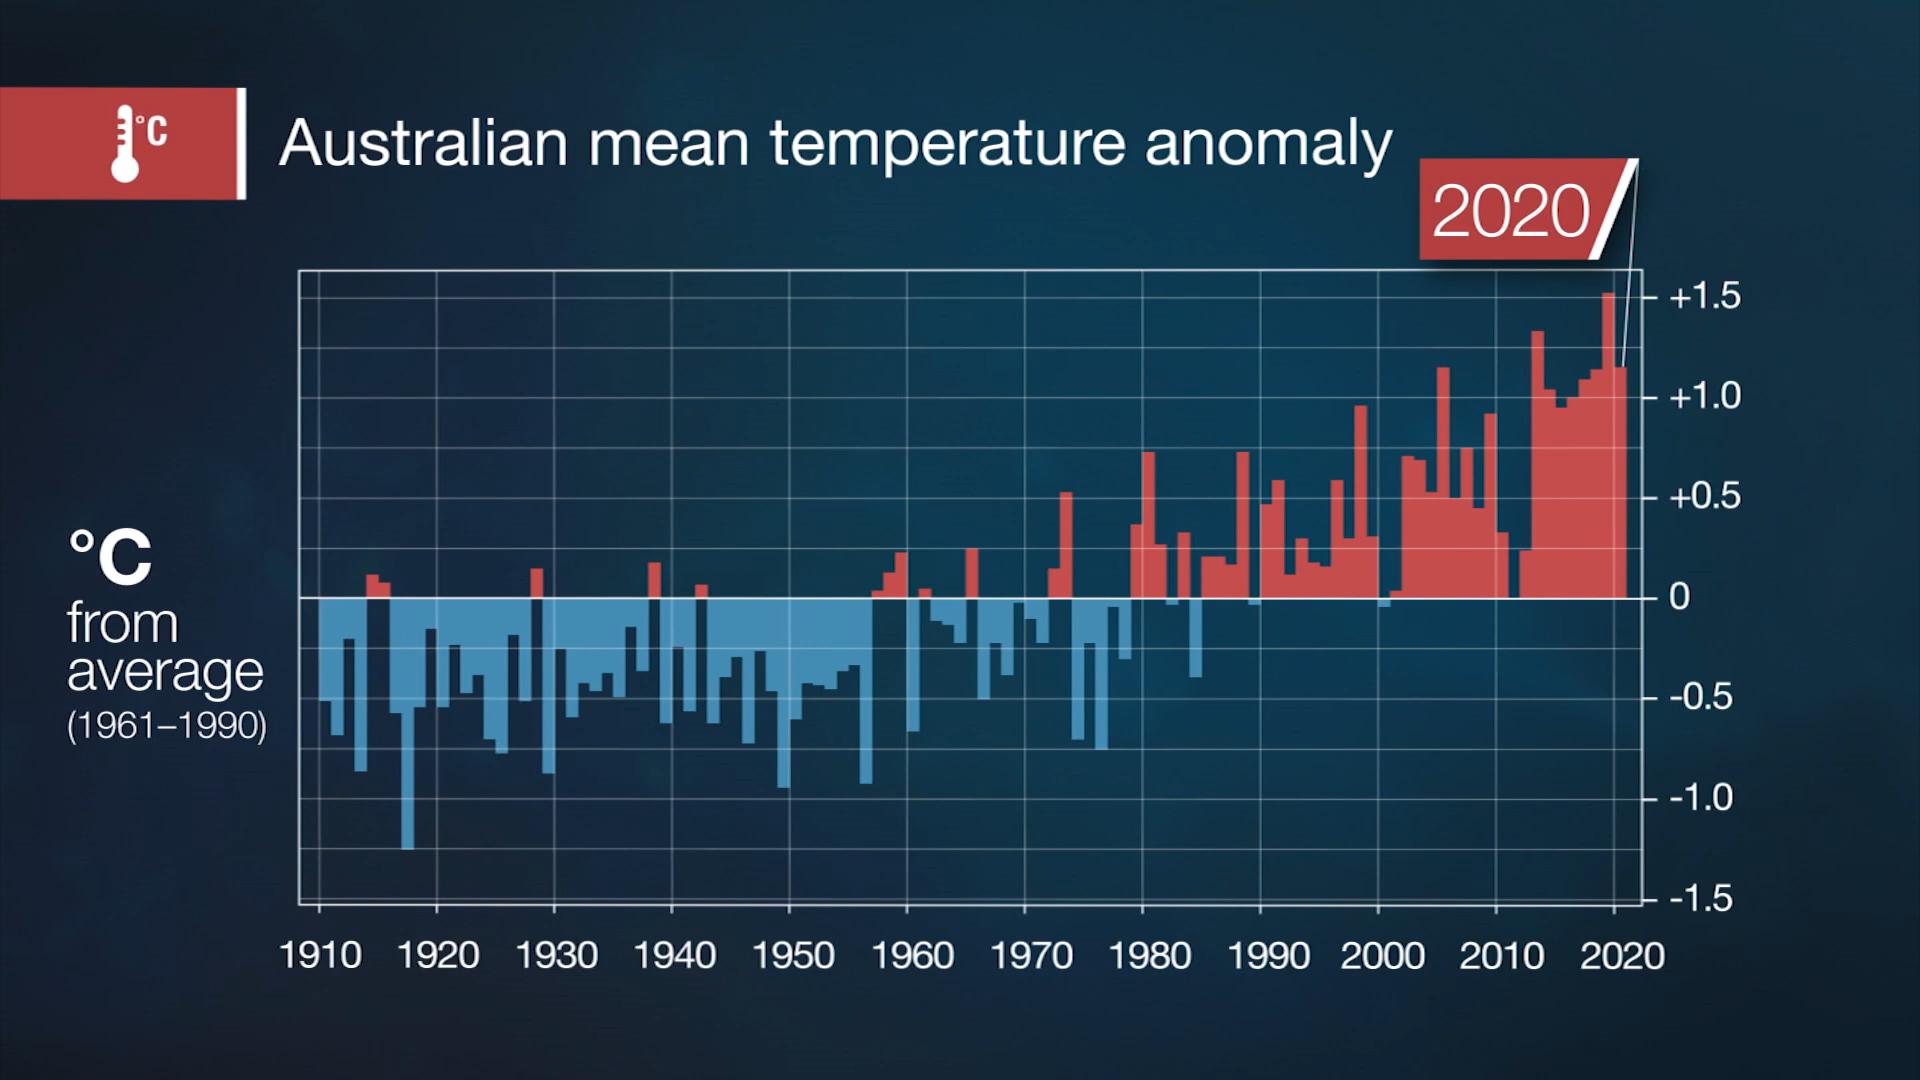 °C
Australian mean temperature anomaly
2020
+1.5
+1.0
+0.5
0
-0.5
-1.0
-1.5
°C
from
average
(1961–1990)
1910 1920 1930 1940 1950 1960 1970 1980 1990 2000 2010 2020